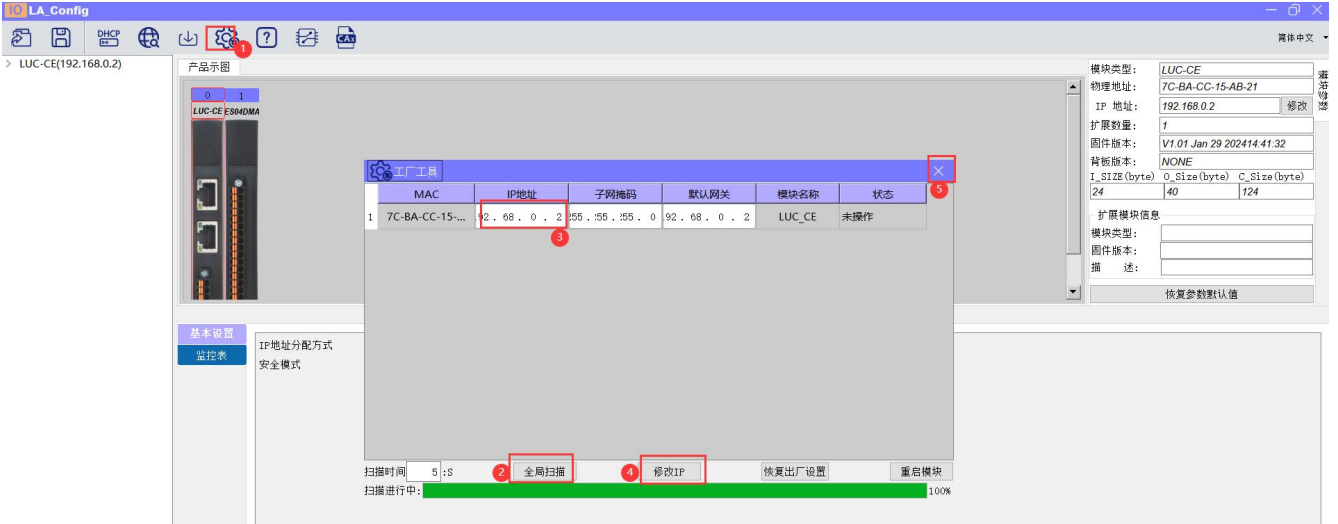 IO LA_Config
DHCP
?
CAx
1
简体中文
LUC-CE(192.168.0.2)
产品示图
0 1
LUC-CE ES04DMA
工厂工具
5
MAC IP地址 子网掩码 默认网关 模块名称 状态
1 7C-BA-CC-15-... 92 . 68 . 0 . 2 255 . 55 . 55 . 0 92 . 68 . 0 . 2 LUC_CE 未操作
3
扫描时间 5 :S 2 全局扫描 4 修改IP 恢复出厂设置 重启模块
扫描进行中: 100%
基本设置
监控表
IP地址分配方式
安全模式
模块类型: LUC-CE
物理地址: 7C-BA-CC-15-AB-21
IP 地址: 192.168.0.2 修改
扩展数量: 1
固件版本: V1.01 Jan 29 202414:41:32
背板版本: NONE
I_SIZE(byte) O_Size(byte) C_Size(byte)
24 40 124
扩展模块信息
模块类型:
固件版本:
描 述:
恢复参数默认值